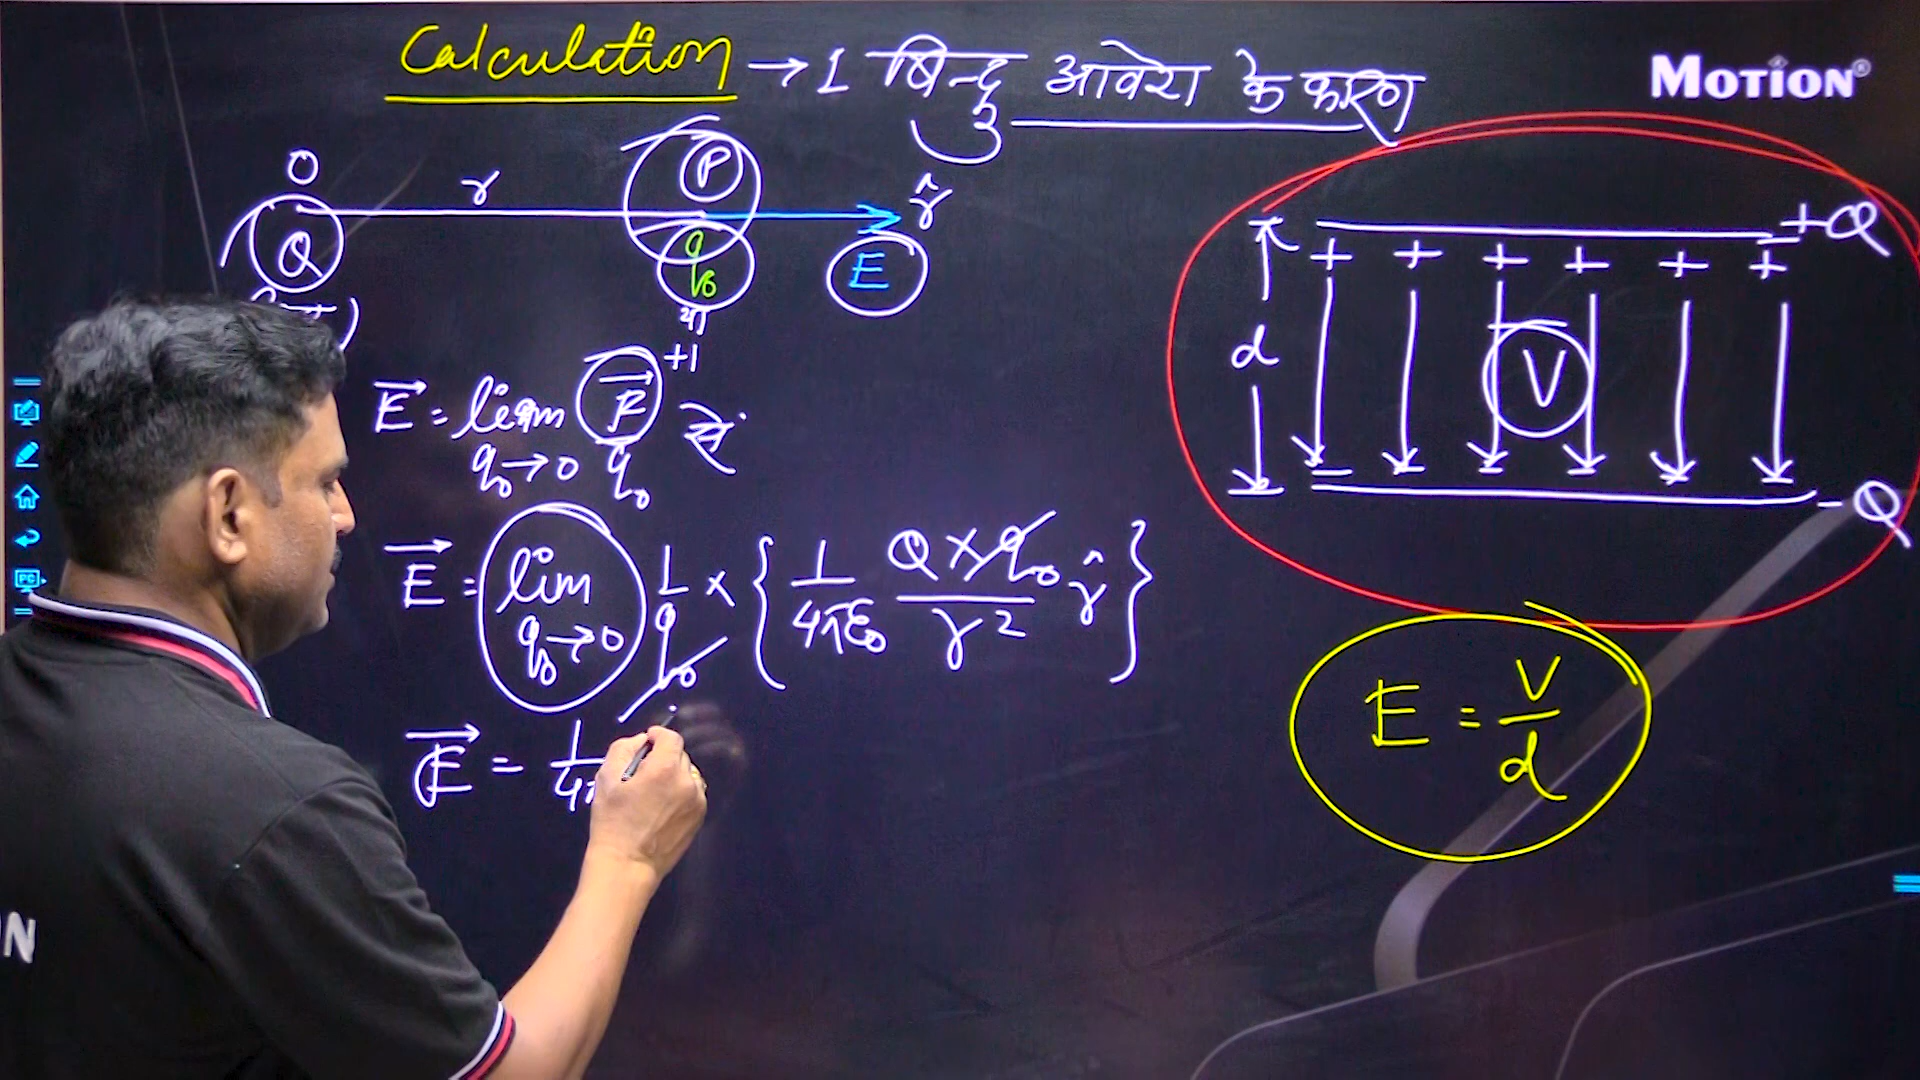 Calculation → 1 बिन्दु आवेश के कारण
MOTION®
O r P r̂
Q q₀ E
या +1
E⃗ = lim F⃗ से
q₀→0 q₀
E⃗ = lim 1/q₀ × { 1/4πε₀ Q×q₀/r² r̂ }
q₀→0
E⃗ = 1/4π
+Q
+ + + + + +
d V
- Q
E = V/d
PC
N